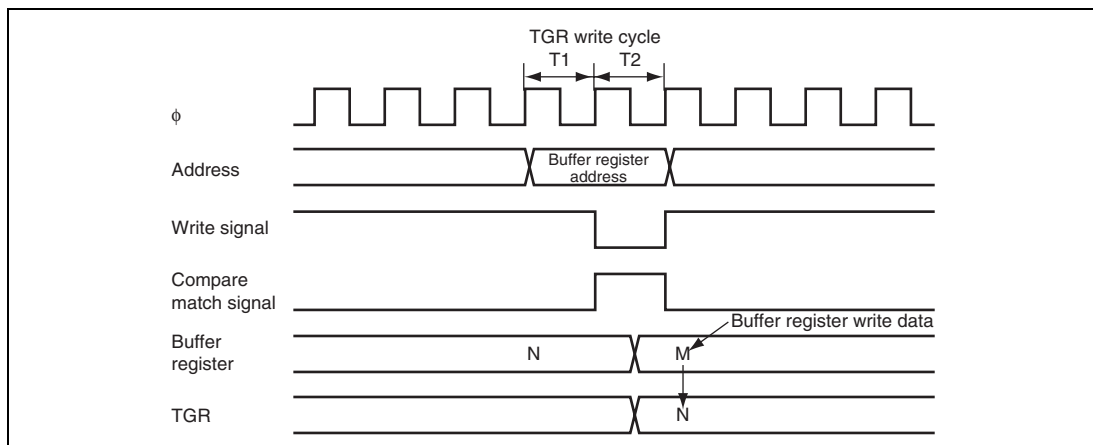 TGR write cycle
T1 T2
ϕ
Address
Buffer register
address
Write signal
Compare
match signal
Buffer register write data
Buffer
register
N M
TGR
N